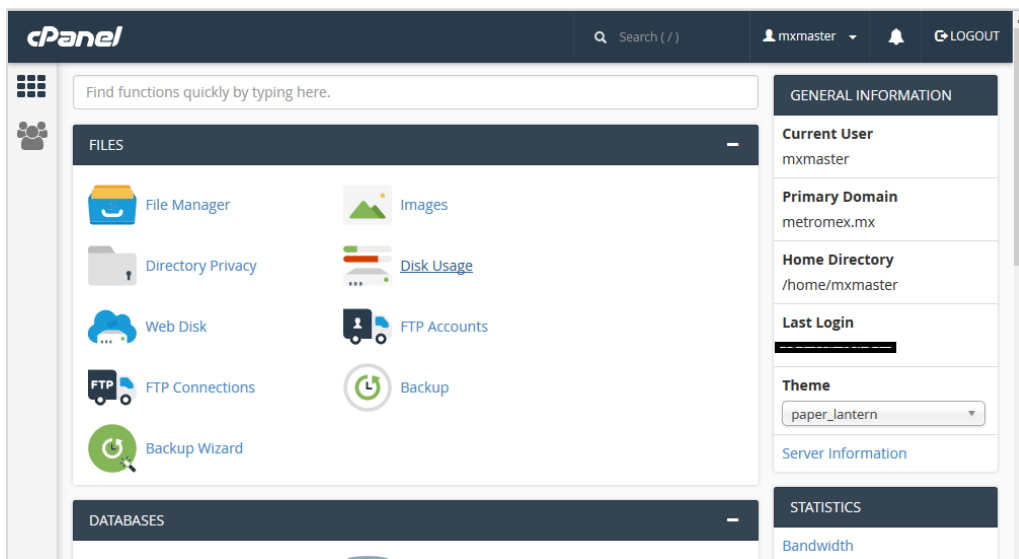 cPanel
Search ( / )
mxmaster
LOGOUT
Find functions quickly by typing here.
FILES
File Manager
Images
Directory Privacy
Disk Usage
Web Disk
FTP Accounts
FTP
FTP Connections
Backup
Backup Wizard
DATABASES
GENERAL INFORMATION
Current User
mxmaster
Primary Domain
metromex.mx
Home Directory
/home/mxmaster
Last Login
Theme
paper_lantern
Server Information
STATISTICS
Bandwidth